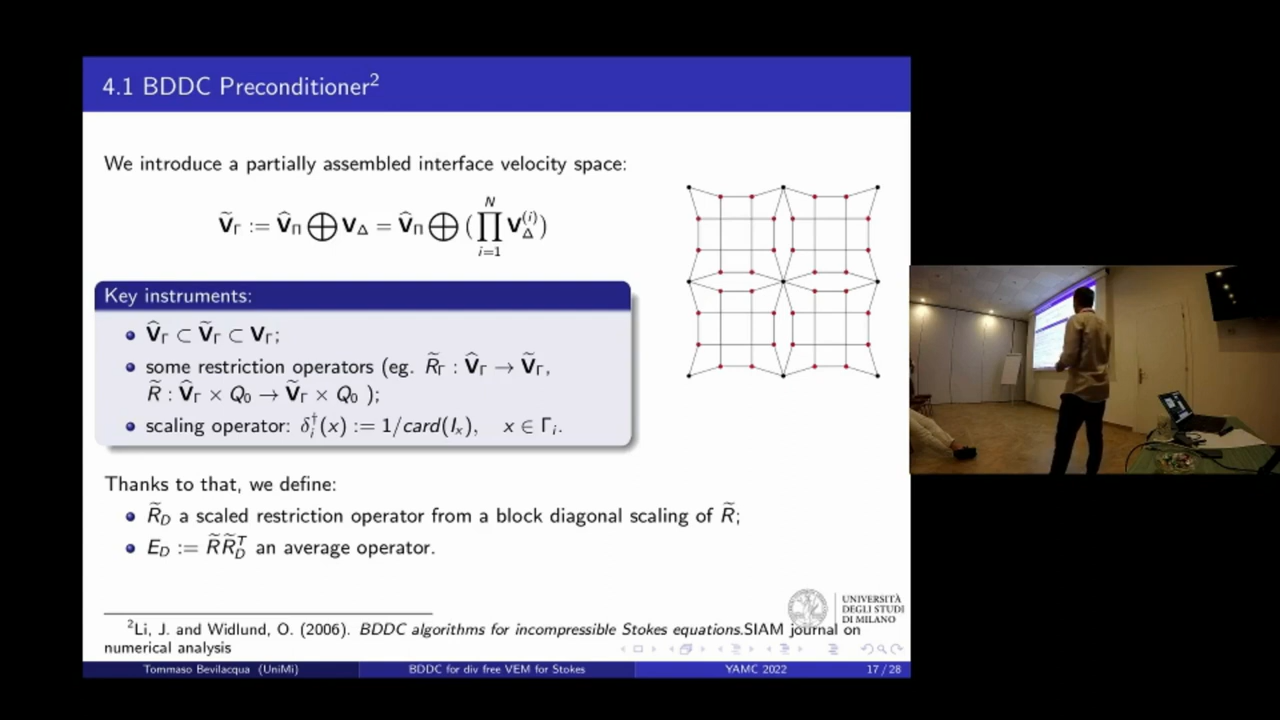 4.1 BDDC Preconditioner²
We introduce a partially assembled interface velocity space:
Ṽ_Γ := V̂_Π ⨁ V_Δ = V̂_Π ⨁ (∏_{i=1}^{N} V_Δ^{(i)})
Key instruments:
V̂_Γ ⊂ Ṽ_Γ ⊂ V_Γ;
some restriction operators (eg. R̃_Γ : V̂_Γ → Ṽ_Γ,
R̃ : V̂_Γ × Q₀ → Ṽ_Γ × Q₀ );
scaling operator: δ_i^†(x) := 1/card(I_x), x ∈ Γ_i.
Thanks to that, we define:
R̃_D a scaled restriction operator from a block diagonal scaling of R̃;
E_D := R̃R̃_D^T an average operator.
UNIVERSITÀ
DEGLI STUDI
DI MILANO
²Li, J. and Widlund, O. (2006). BDDC algorithms for incompressible Stokes equations.SIAM journal on
numerical analysis
Tommaso Bevilacqua (UniMi) BDDC for div free VEM for Stokes YAMC 2022 17 / 28